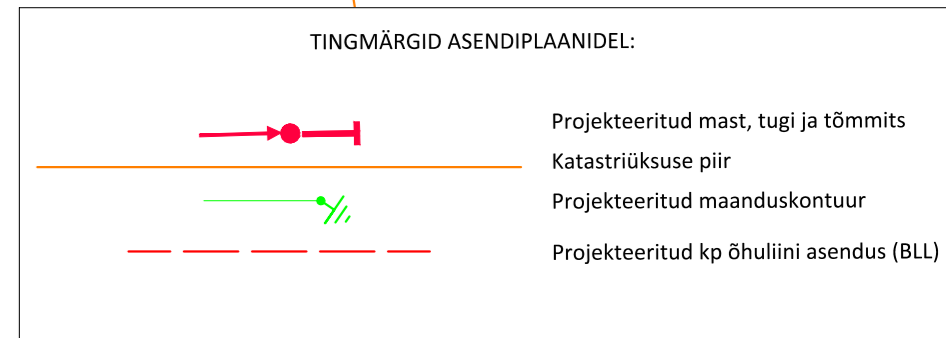 TINGMÄRGID ASENDIPLAANIDEL:
Projekteeritud mast, tugi ja tõmmits
Katastriüksuse piir
Projekteeritud maanduskontuur
Projekteeritud kp õhuliini asendus (BLL)